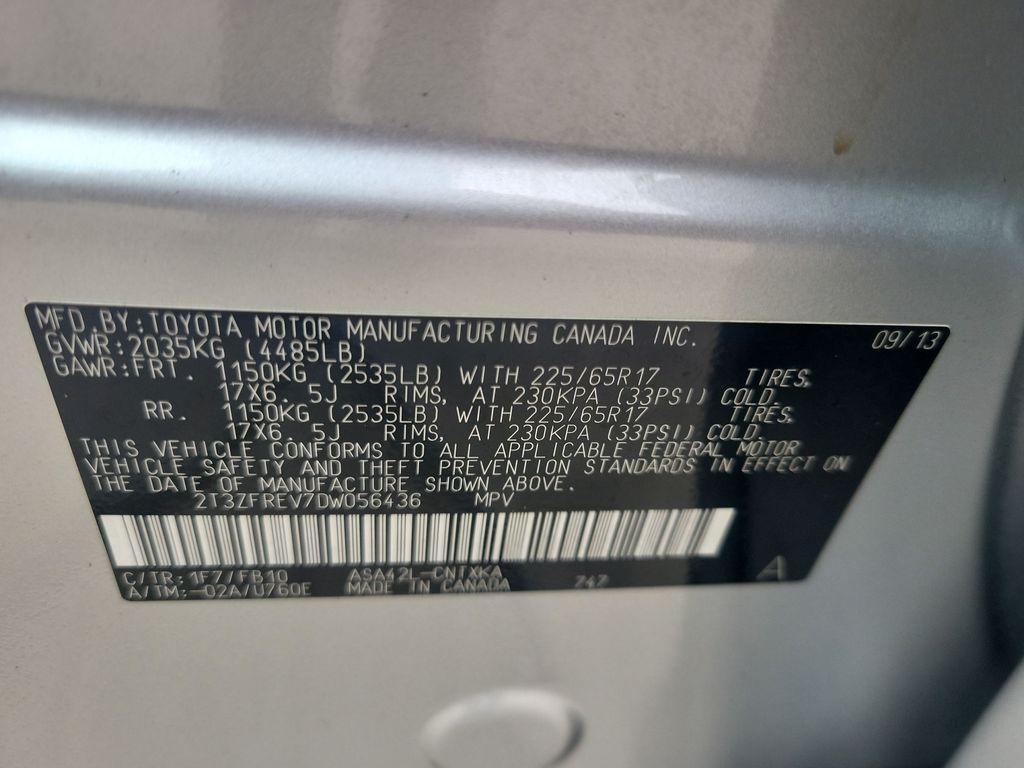 MFD.BY:TOYOTA MOTOR MANUFACTURING CANADA INC. 09/13
GVWR:2035KG (4485LB)
GAWR:FRT. 1150KG (2535LB) WITH 225/65R17 TIRES,
17X6.5J RIMS, AT 230KPA (33PSI) COLD.
RR. 1150KG (2535LB) WITH 225/65R17 TIRES,
17X6.5J RIMS, AT 230KPA (33PSI) COLD.
THIS VEHICLE CONFORMS TO ALL APPLICABLE FEDERAL MOTOR
VEHICLE SAFETY AND THEFT PREVENTION STANDARDS IN EFFECT ON
THE DATE OF MANUFACTURE SHOWN ABOVE.
2T3ZFREV7DW056436 MPV
C/TR:1F7/FB10 ASA42L-CNTXKA 747 A
A/TM:-02A/U760E MADE IN CANADA